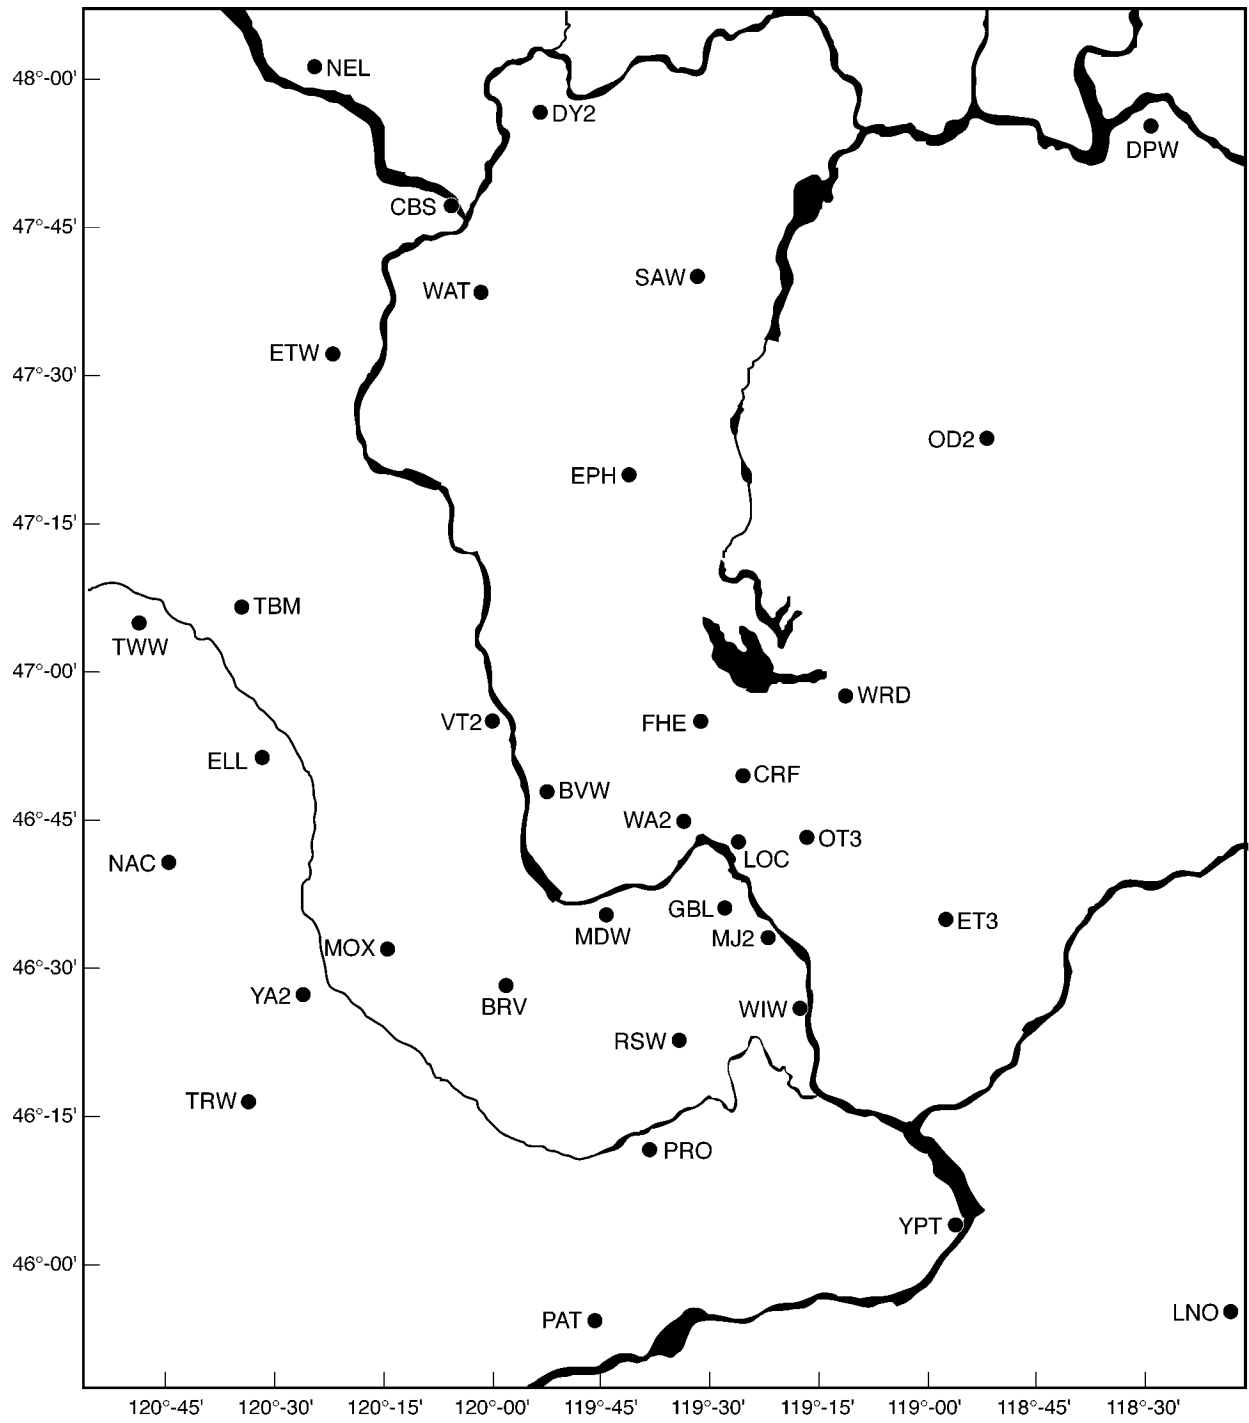 48°-00'
NEL
DY2
DPW
CBS
47°-45'
SAW
WAT
ETW
47°-30'
OD2
EPH
47°-15'
TBM
TWW
47°-00'
WRD
VT2
FHE
ELL
CRF
BVW
46°-45'
WA2
OT3
LOC
NAC
GBL
ET3
MDW
MJ2
MOX
46°-30'
YA2
BRV
WIW
RSW
TRW
46°-15'
PRO
YPT
46°-00'
PAT
LNO
120°-45' 120°-30' 120°-15' 120°-00' 119°-45' 119°-30' 119°-15' 119°-00' 118°-45' 118°-30'